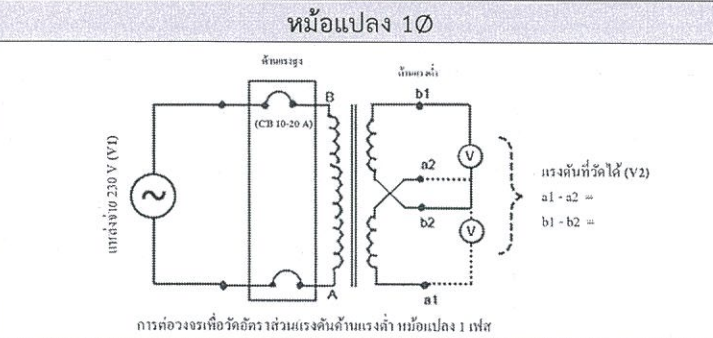 หม้อแปลง 1Ø
ด้านแรงสูง
ด้านแรงต่ำ
B
b1
(CB 10-20 A)
V
a2
แรงดันที่วัดได้ (V2)
แหล่งจ่าย 230 V (V1)
a1 - a2 =
b2
V
b1 - b2 =
A
a1
การต่อวงจรเพื่อวัดอัตราส่วนแรงดันด้านแรงต่ำ หม้อแปลง 1 เฟส